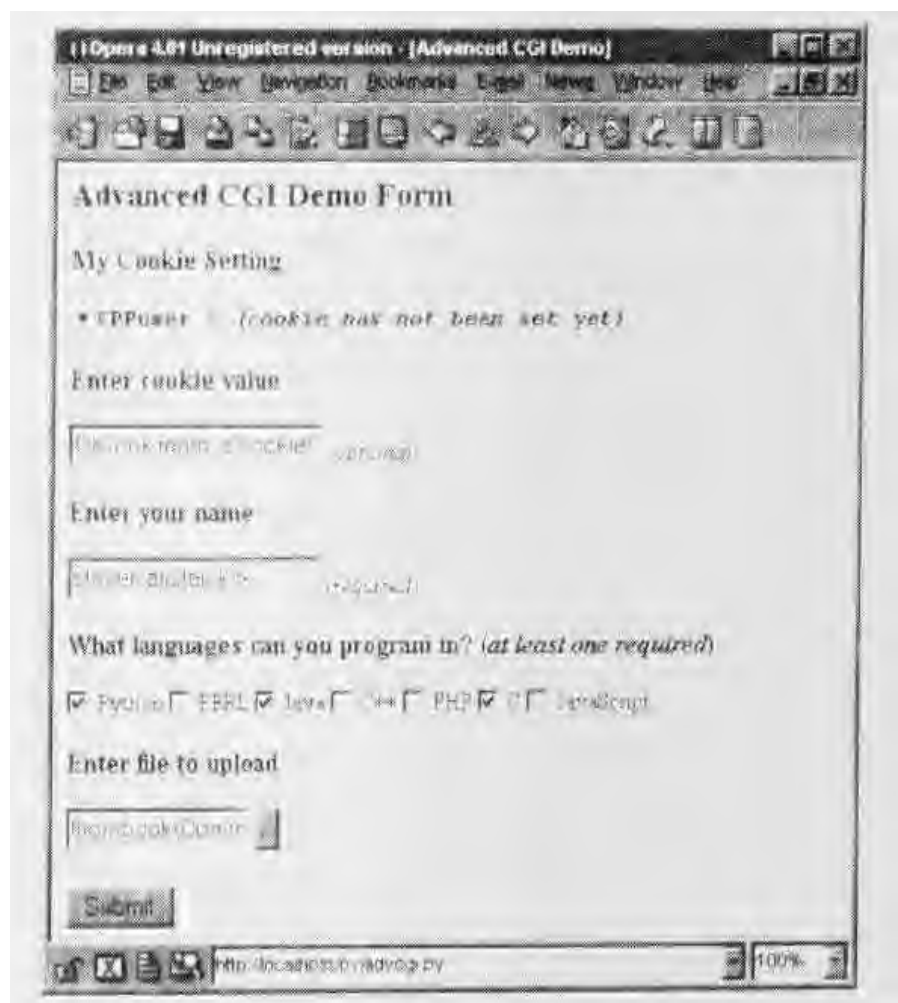 Opera 4.01 Unregistered version - [Advanced CGI Demo]
File Edit View Navigation Bookmarks E-mail News Window Help
Advanced CGI Demo Form
My Cookie Setting
• CPPuser = (cookie has not been set yet)
Enter cookie value
(optional)
Enter your name
(required)
What languages can you program in? (at least one required)
Python PERL Java C++ PHP C JavaScript
Enter file to upload
Submit
100%